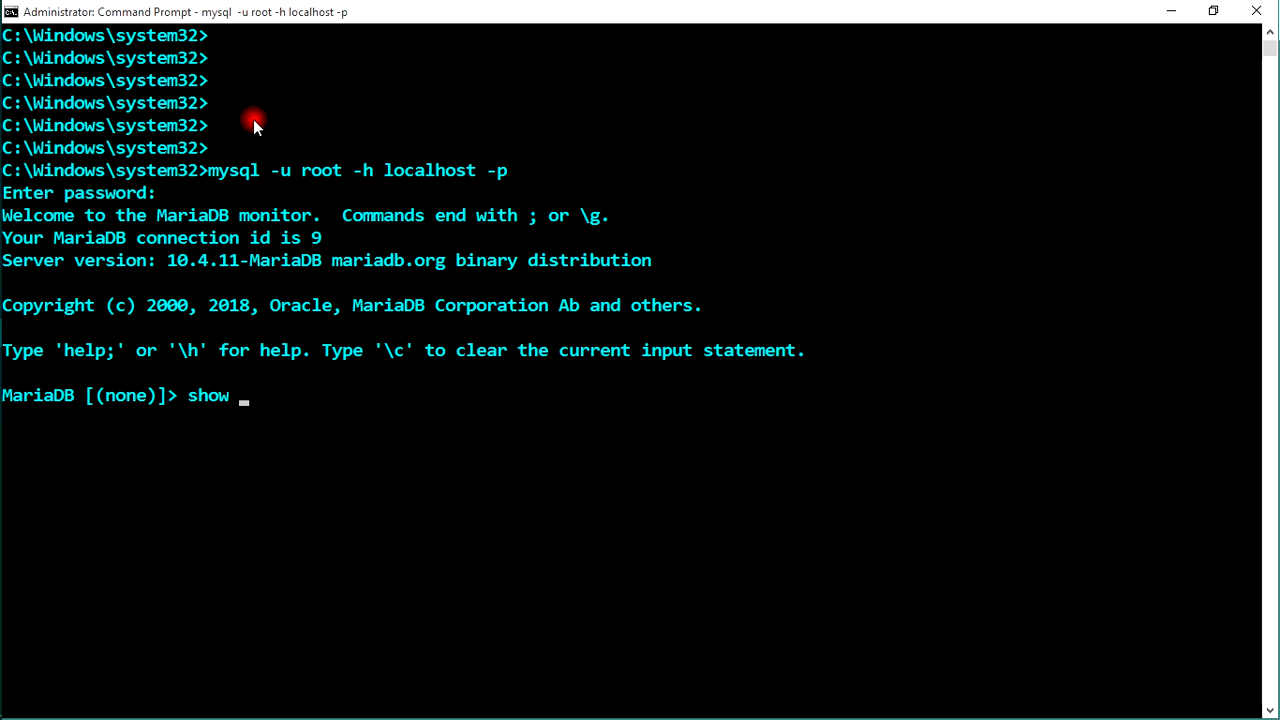 Administrator: Command Prompt - mysql  -u root -h localhost -p
C:\Windows\system32>
C:\Windows\system32>
C:\Windows\system32>
C:\Windows\system32>
C:\Windows\system32>
C:\Windows\system32>
C:\Windows\system32>mysql -u root -h localhost -p
Enter password:
Welcome to the MariaDB monitor.  Commands end with ; or \g.
Your MariaDB connection id is 9
Server version: 10.4.11-MariaDB mariadb.org binary distribution
Copyright (c) 2000, 2018, Oracle, MariaDB Corporation Ab and others.
Type 'help;' or '\h' for help. Type '\c' to clear the current input statement.
MariaDB [(none)]> show